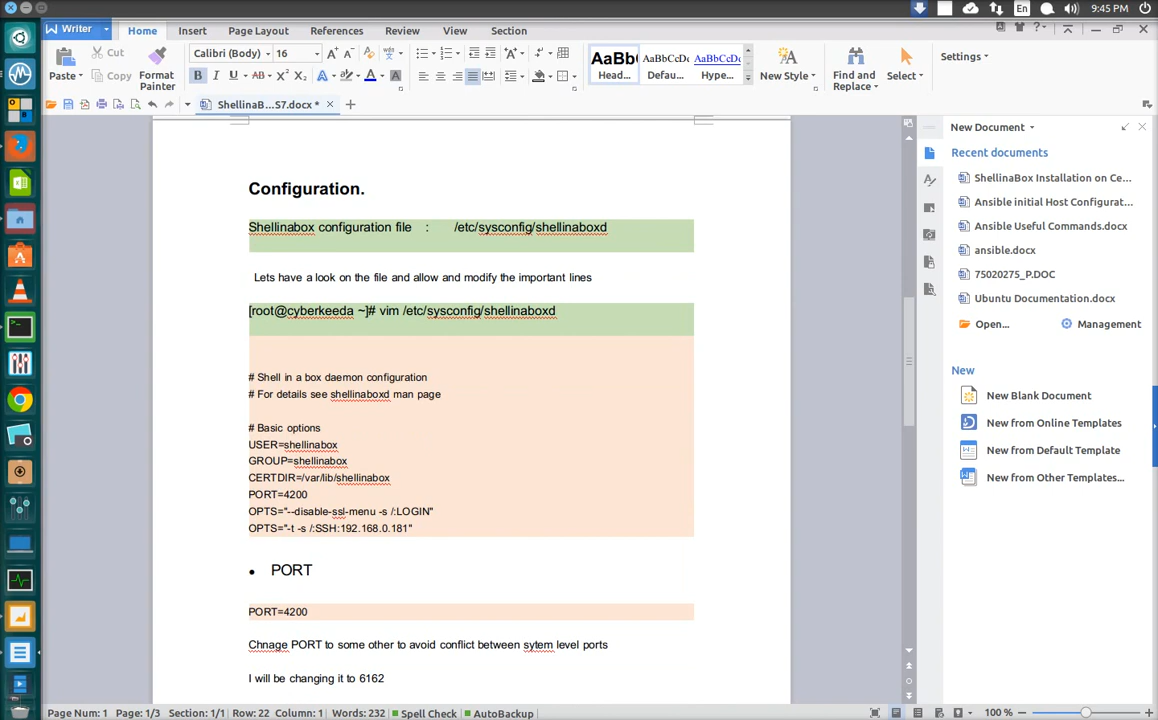 En
9:45 PM
Writer
Home
Insert
Page Layout
References
Review
View
Section
Paste
Cut
Copy
Format Painter
Calibri (Body)
16
AaBb
Head...
AaBbCcDc
Defau...
AaBbCcDc
Hype...
New Style
Find and Replace
Select
Settings
ShellinaB...S7.docx *
Configuration.
Shellinabox configuration file : /etc/sysconfig/shellinaboxd
Lets have a look on the file and allow and modify the important lines
[root@cyberkeeda ~]# vim /etc/sysconfig/shellinaboxd
# Shell in a box daemon configuration
# For details see shellinaboxd man page
# Basic options
USER=shellinabox
GROUP=shellinabox
CERTDIR=/var/lib/shellinabox
PORT=4200
OPTS="--disable-ssl-menu -s /:LOGIN"
OPTS="-t -s /:SSH:192.168.0.181"
• PORT
PORT=4200
Chnage PORT to some other to avoid conflict between sytem level ports
I will be changing it to 6162
New Document
Recent documents
ShellinaBox Installation on Ce...
Ansible initial Host Configurat...
Ansible Useful Commands.docx
ansible.docx
75020275_P.DOC
Ubuntu Documentation.docx
Open...
Management
New
New Blank Document
New from Online Templates
New from Default Template
New from Other Templates...
Page Num: 1 Page: 1/3 Section: 1/1 Row: 22 Column: 1 Words: 232 Spell Check AutoBackup
100 %